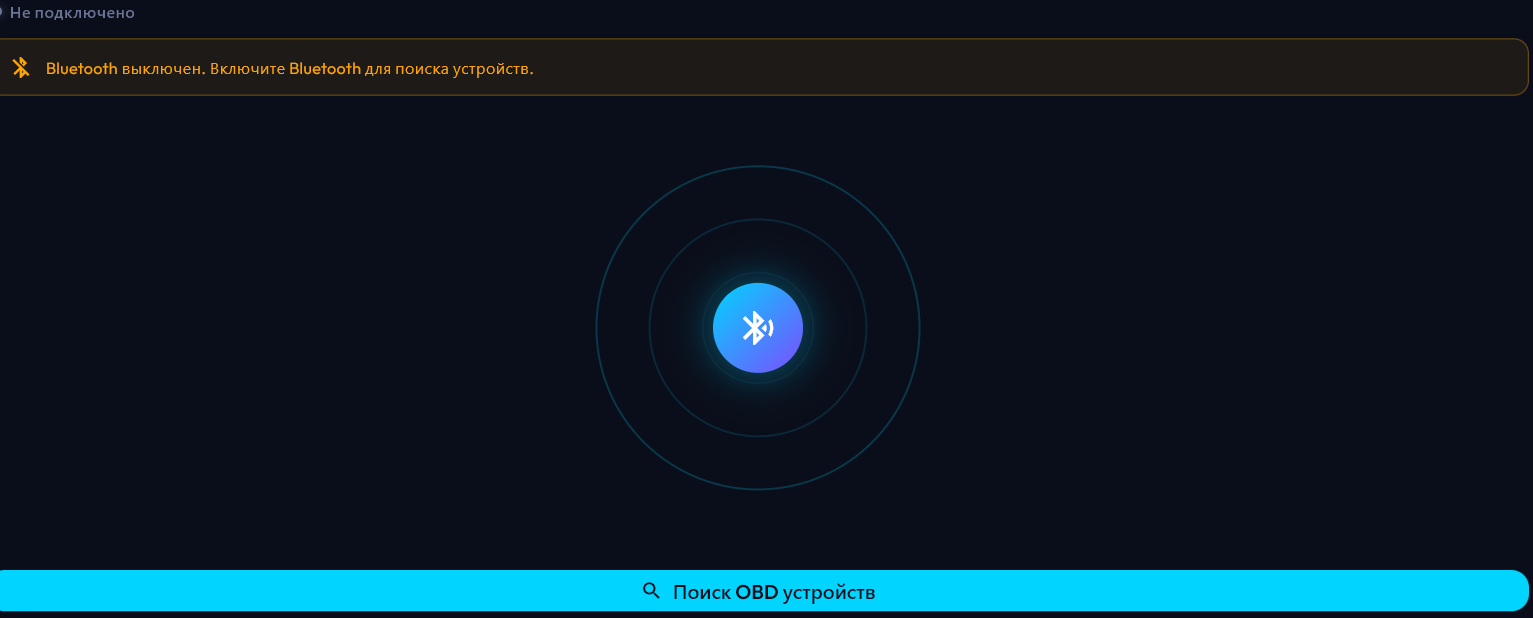 Не подключено
Bluetooth выключен. Включите Bluetooth для поиска устройств.
Поиск OBD устройств